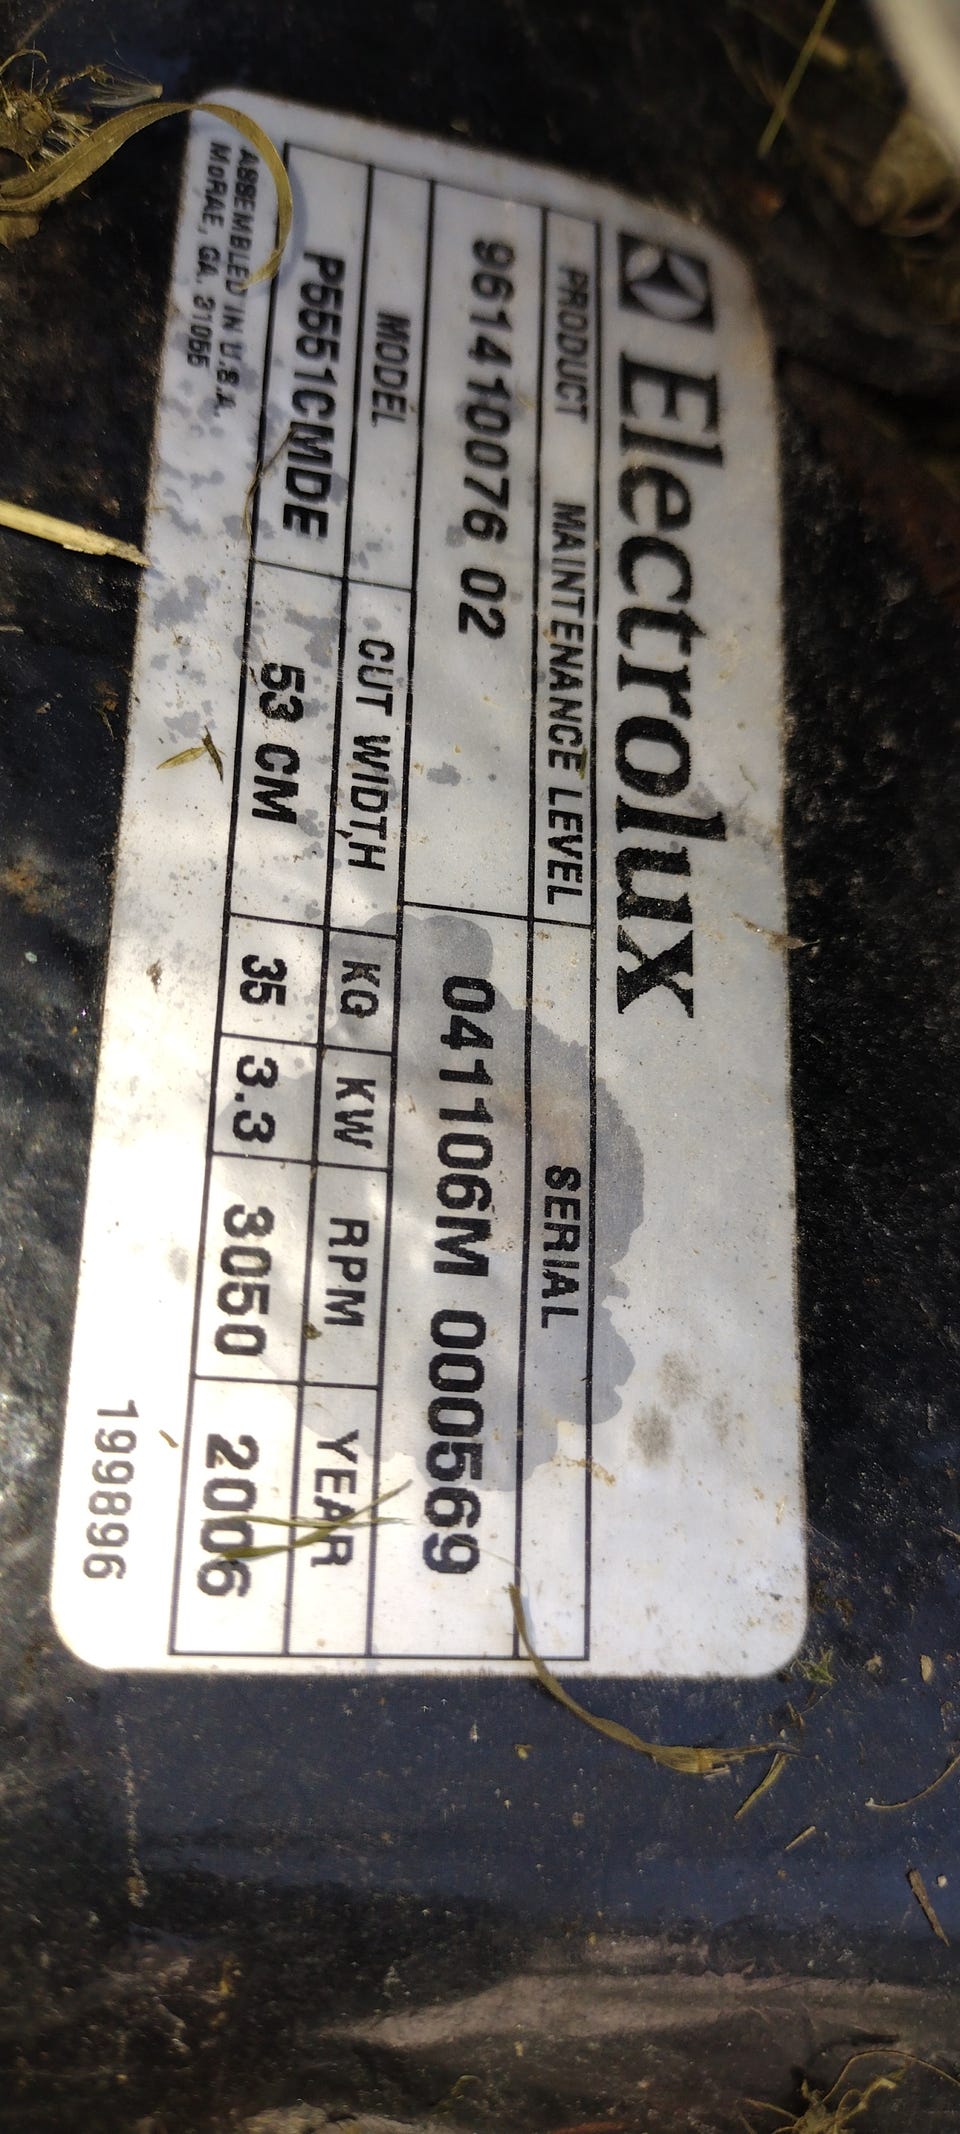 Electrolux
PRODUCT MAINTENANCE LEVEL SERIAL
96141007602 041106M 000569
MODEL CUT WIDTH KG KW RPM YEAR
P5551CMDE 53 CM 35 3.3 3050 2006
ASSEMBLED IN U.S.A.
McRAE, GA. 31055
199896